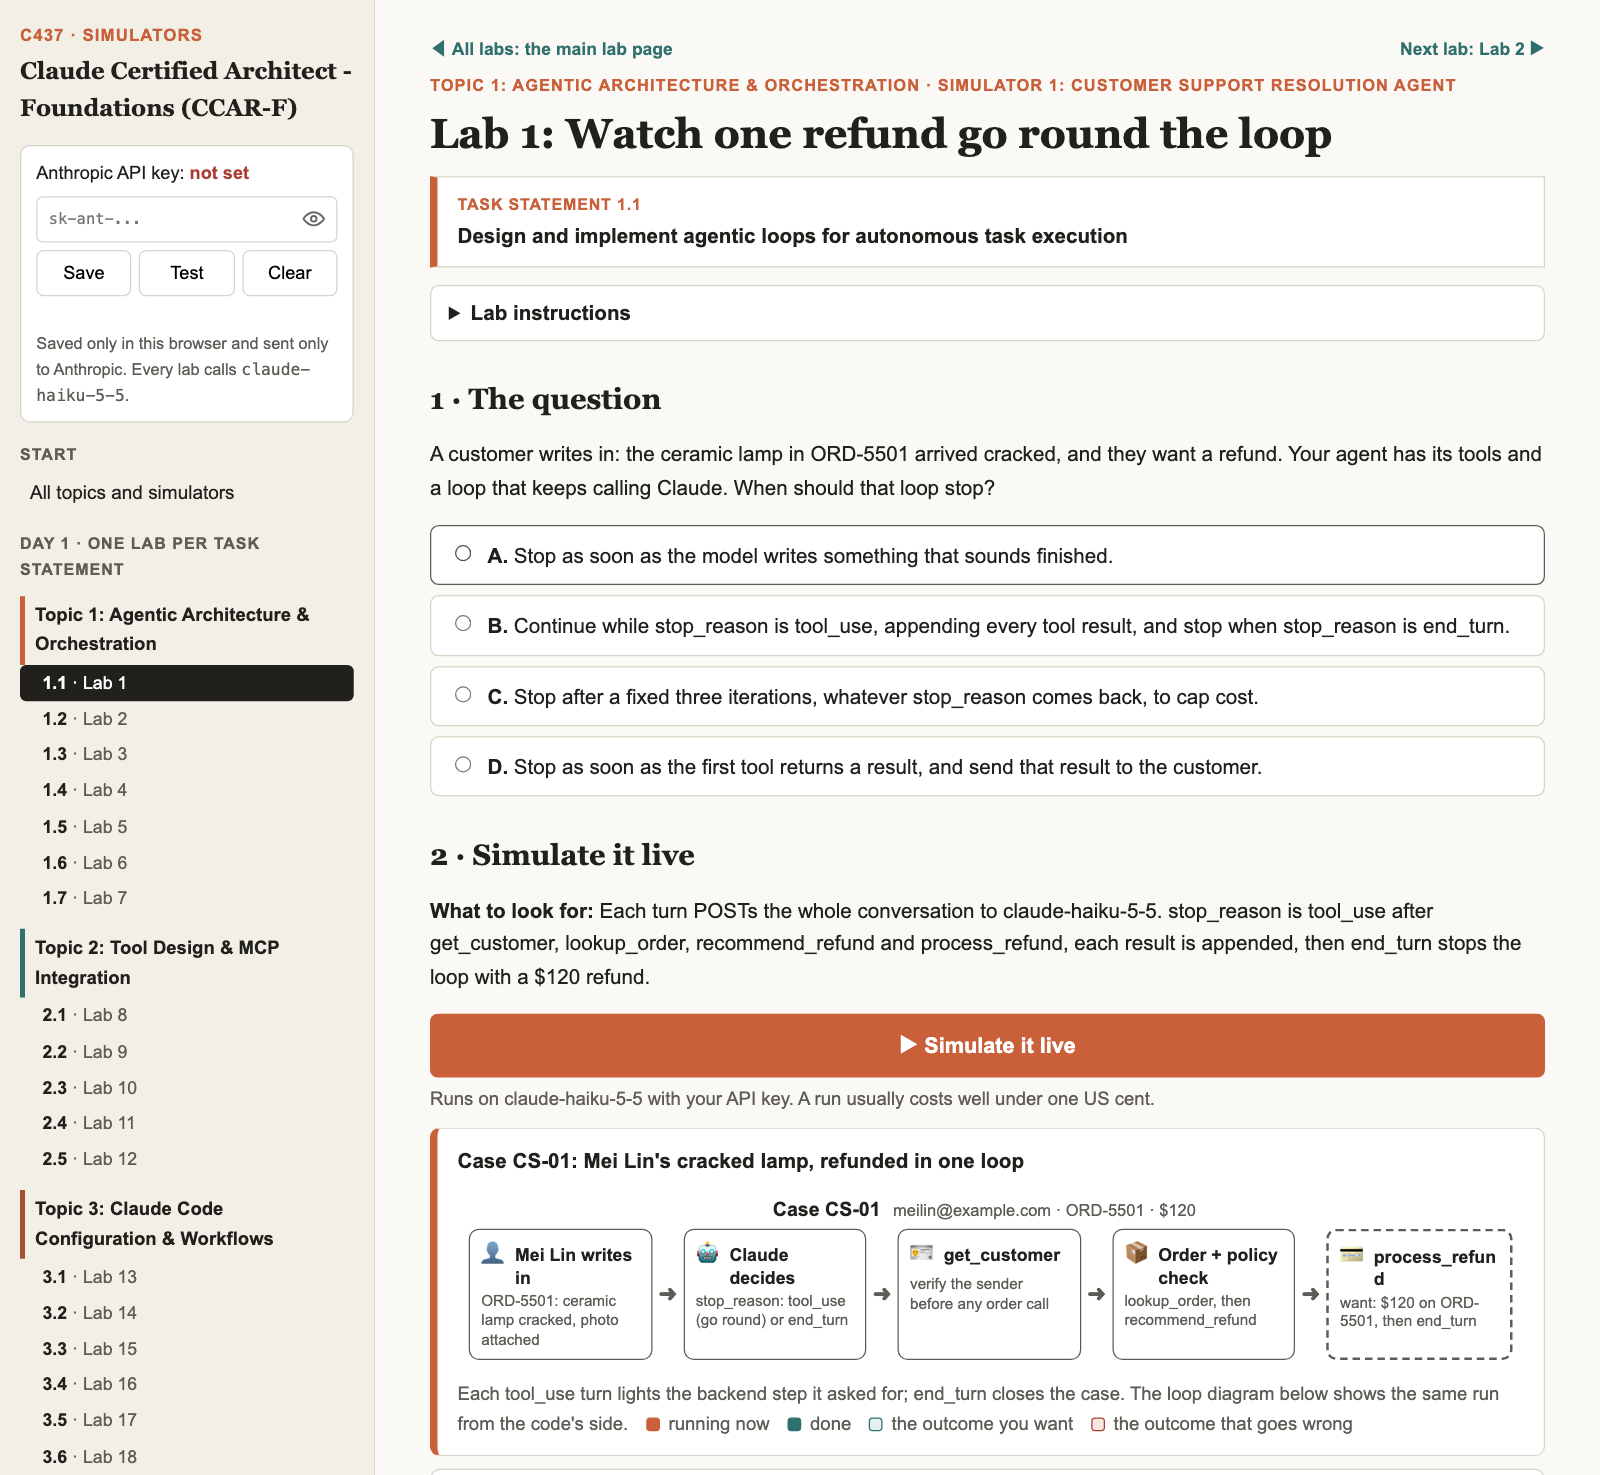 C437 · SIMULATORS
Claude Certified Architect -
Foundations (CCAR-F)
Anthropic API key: not set
sk-ant-...
Save
Test
Clear
Saved only in this browser and sent only
to Anthropic. Every lab calls claude-
haiku-5-5.
START
All topics and simulators
DAY 1 · ONE LAB PER TASK
STATEMENT
Topic 1: Agentic Architecture &
Orchestration
1.1 · Lab 1
1.2 · Lab 2
1.3 · Lab 3
1.4 · Lab 4
1.5 · Lab 5
1.6 · Lab 6
1.7 · Lab 7
Topic 2: Tool Design & MCP
Integration
2.1 · Lab 8
2.2 · Lab 9
2.3 · Lab 10
2.4 · Lab 11
2.5 · Lab 12
Topic 3: Claude Code
Configuration & Workflows
3.1 · Lab 13
3.2 · Lab 14
3.3 · Lab 15
3.4 · Lab 16
3.5 · Lab 17
3.6 · Lab 18
◀ All labs: the main lab page
Next lab: Lab 2 ▶
TOPIC 1: AGENTIC ARCHITECTURE & ORCHESTRATION · SIMULATOR 1: CUSTOMER SUPPORT RESOLUTION AGENT
Lab 1: Watch one refund go round the loop
TASK STATEMENT 1.1
Design and implement agentic loops for autonomous task execution
▶ Lab instructions
1 · The question
A customer writes in: the ceramic lamp in ORD-5501 arrived cracked, and they want a refund. Your agent has its tools and
a loop that keeps calling Claude. When should that loop stop?
A. Stop as soon as the model writes something that sounds finished.
B. Continue while stop_reason is tool_use, appending every tool result, and stop when stop_reason is end_turn.
C. Stop after a fixed three iterations, whatever stop_reason comes back, to cap cost.
D. Stop as soon as the first tool returns a result, and send that result to the customer.
2 · Simulate it live
What to look for: Each turn POSTs the whole conversation to claude-haiku-5-5. stop_reason is tool_use after
get_customer, lookup_order, recommend_refund and process_refund, each result is appended, then end_turn stops the
loop with a $120 refund.
▶ Simulate it live
Runs on claude-haiku-5-5 with your API key. A run usually costs well under one US cent.
Case CS-01: Mei Lin's cracked lamp, refunded in one loop
Case CS-01 meilin@example.com · ORD-5501 · $120
Mei Lin writes
in
ORD-5501: ceramic
lamp cracked, photo
attached
➜
Claude
decides
stop_reason: tool_use
(go round) or end_turn
➜
get_customer
verify the sender
before any order call
➜
Order + policy
check
lookup_order, then
recommend_refund
➜
process_refun
d
want: $120 on ORD-
5501, then end_turn
Each tool_use turn lights the backend step it asked for; end_turn closes the case. The loop diagram below shows the same run
from the code's side. running now done the outcome you want the outcome that goes wrong